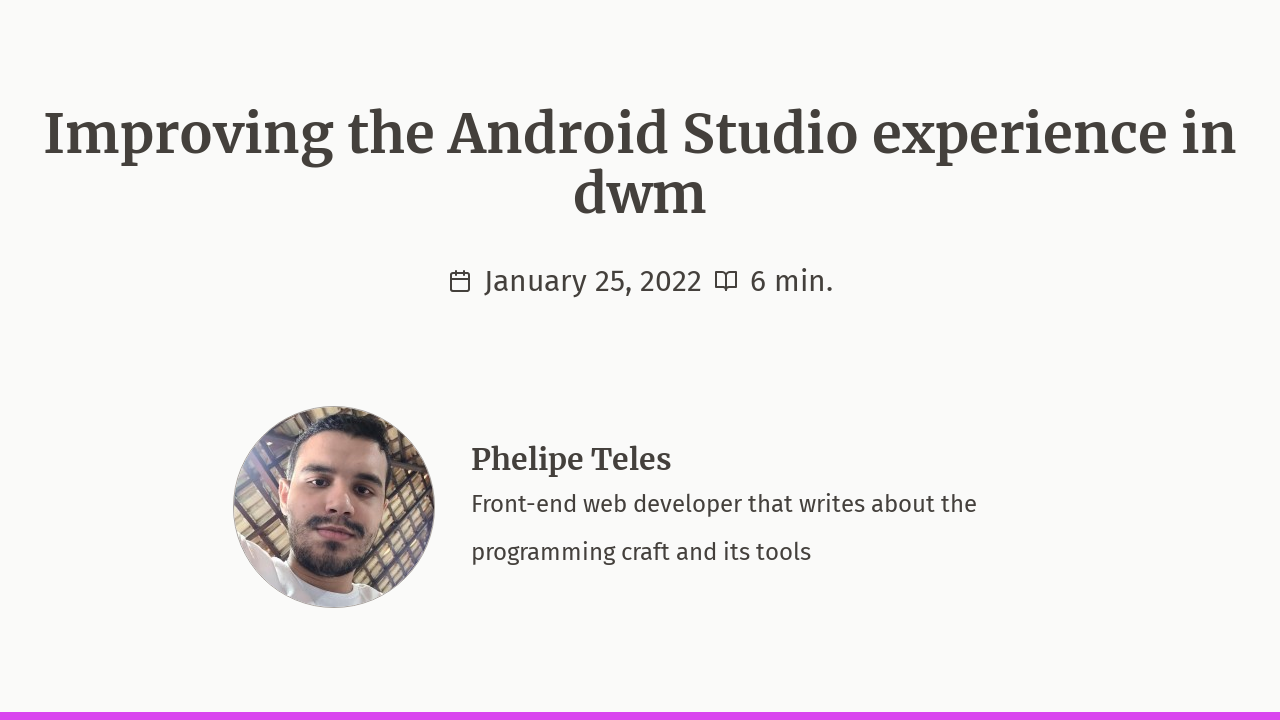 Improving the Android Studio experience in
dwm
January 25, 2022 6 min.
Phelipe Teles
Front-end web developer that writes about the
programming craft and its tools